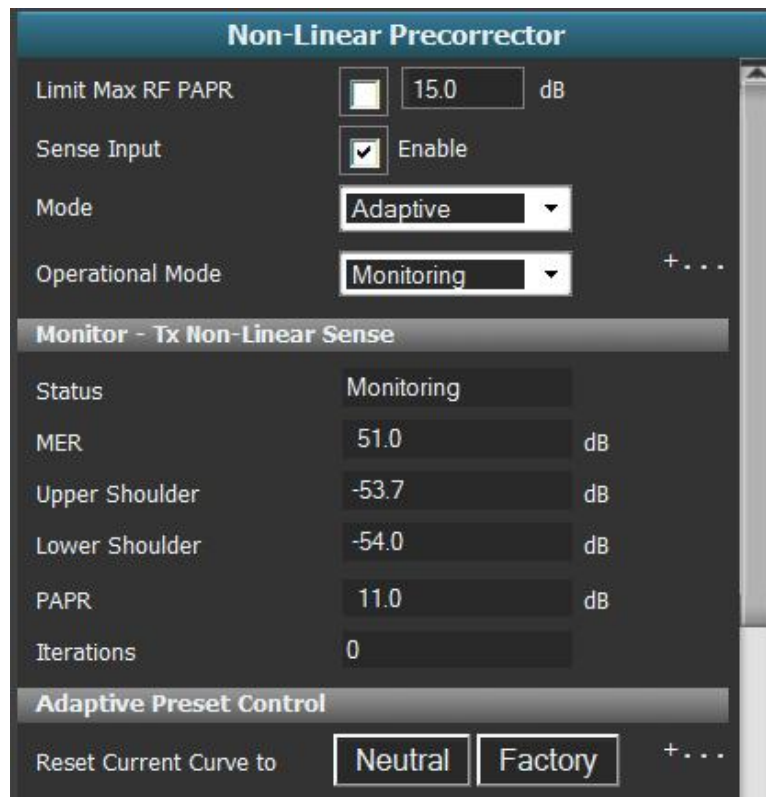 Non-Linear Precorrector
Limit Max RF PAPR 15.0 dB
Sense Input Enable
Mode Adaptive
Operational Mode Monitoring +...
Monitor - Tx Non-Linear Sense
Status Monitoring
MER 51.0 dB
Upper Shoulder -53.7 dB
Lower Shoulder -54.0 dB
PAPR 11.0 dB
Iterations 0
Adaptive Preset Control
Reset Current Curve to Neutral Factory +...